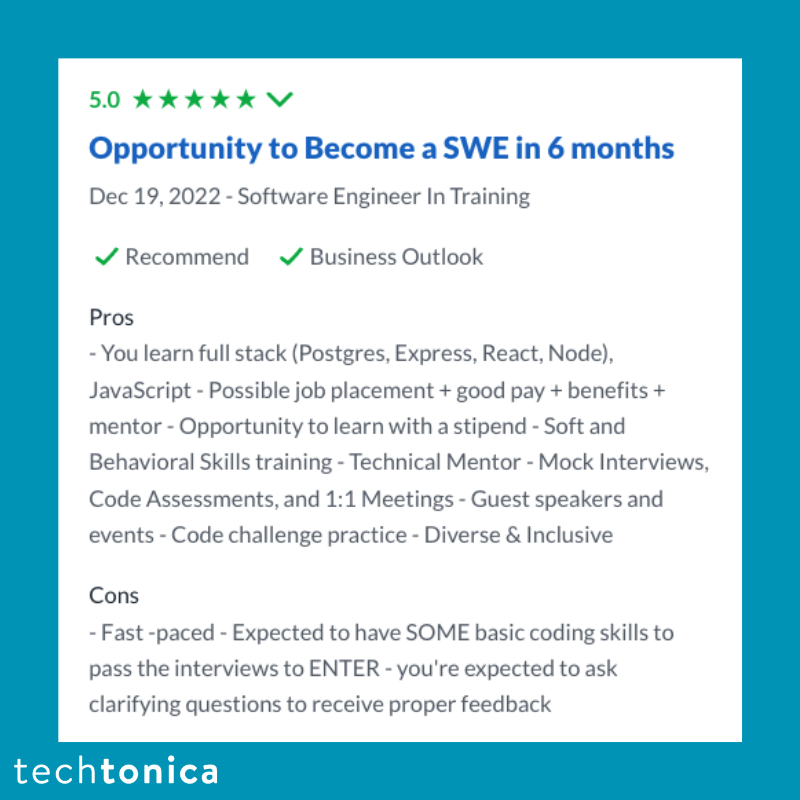 5.0
Opportunity to Become a SWE in 6 months
Dec 19, 2022 - Software Engineer In Training
Recommend Business Outlook
Pros
- You learn full stack (Postgres, Express, React, Node),
JavaScript - Possible job placement + good pay + benefits +
mentor - Opportunity to learn with a stipend - Soft and
Behavioral Skills training - Technical Mentor - Mock Interviews,
Code Assessments, and 1:1 Meetings - Guest speakers and
events - Code challenge practice - Diverse & Inclusive
Cons
- Fast -paced - Expected to have SOME basic coding skills to
pass the interviews to ENTER - you're expected to ask
clarifying questions to receive proper feedback
techtonica